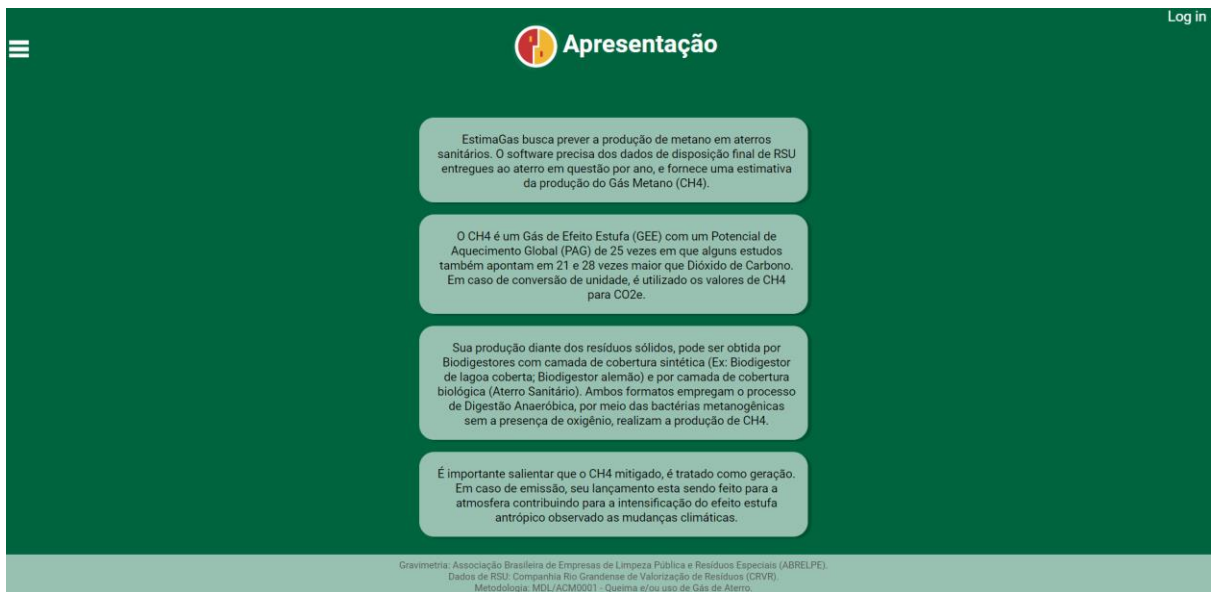 Log in
Apresentação
EstimaGas busca prever a produção de metano em aterros
sanitários. O software precisa dos dados de disposição final de RSU
entregues ao aterro em questão por ano, e fornece uma estimativa
da produção do Gás Metano (CH4).
O CH4 é um Gás de Efeito Estufa (GEE) com um Potencial de
Aquecimento Global (PAG) de 25 vezes em que alguns estudos
também apontam em 21 e 28 vezes maior que Dióxido de Carbono.
Em caso de conversão de unidade, é utilizado os valores de CH4
para CO2e.
Sua produção diante dos resíduos sólidos, pode ser obtida por
Biodigestores com camada de cobertura sintética (Ex: Biodigestor
de lagoa coberta; Biodigestor alemão) e por camada de cobertura
biológica (Aterro Sanitário). Ambos formatos empregam o processo
de Digestão Anaeróbica, por meio das bactérias metanogênicas
sem a presença de oxigênio, realizam a produção de CH4.
É importante salientar que o CH4 mitigado, é tratado como geração.
Em caso de emissão, seu lançamento esta sendo feito para a
atmosfera contribuindo para a intensificação do efeito estufa
antrópico observado as mudanças climáticas.
Gravimetria: Associação Brasileira de Empresas de Limpeza Pública e Resíduos Especiais (ABRELPE).
Dados de RSU: Companhia Rio Grandense de Valorização de Resíduos (CRVR).
Metodologia: MDL/ACM0001 - Queima e/ou uso de Gás de Aterro.